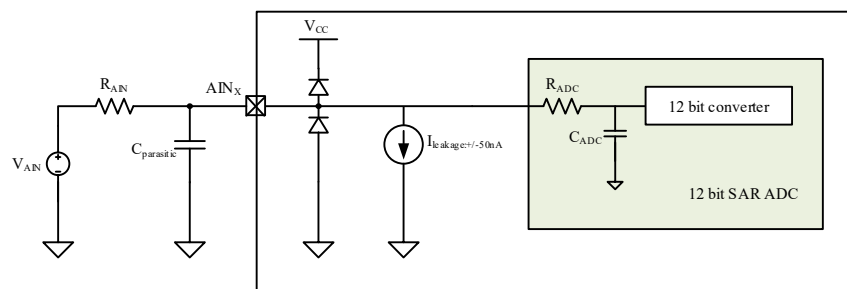 V_CC
R_AIN
AIN_X
R_ADC
12 bit converter
V_AIN
C_parasitic
I_leakage:+/-50nA
C_ADC
12 bit SAR ADC